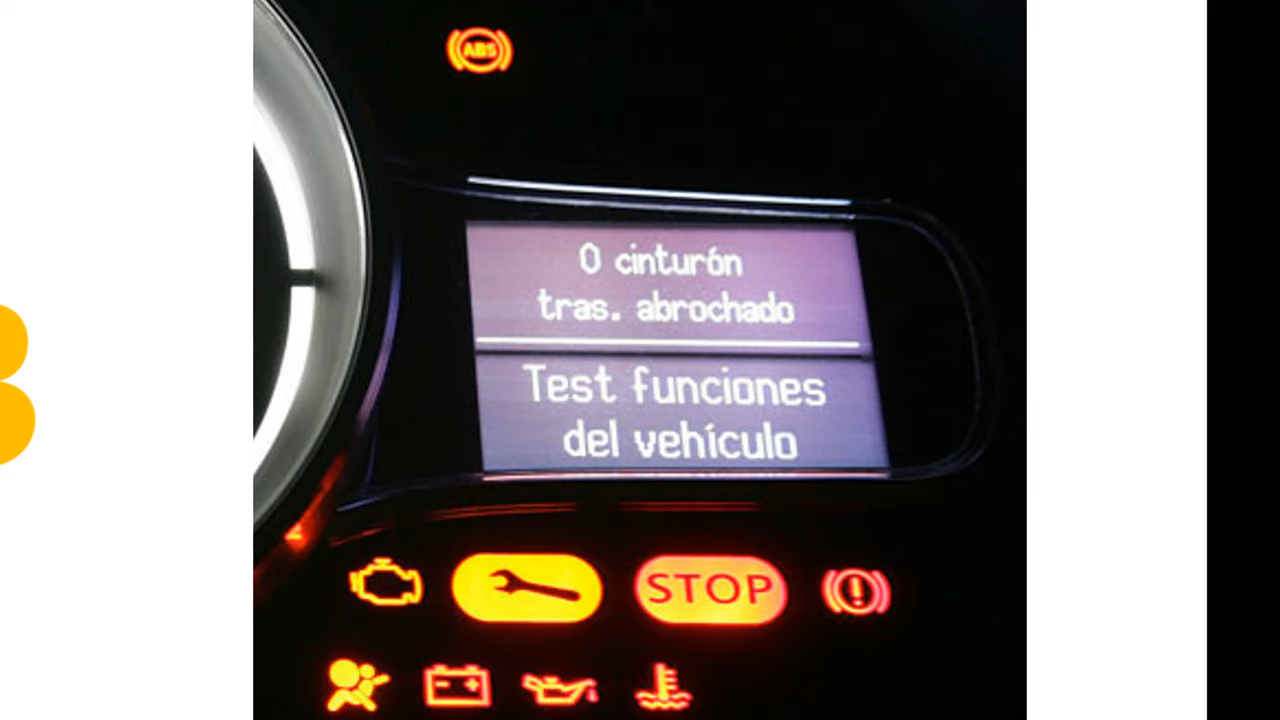 ABS
0 cinturón
tras. abrochado
Test funciones
del vehículo
STOP